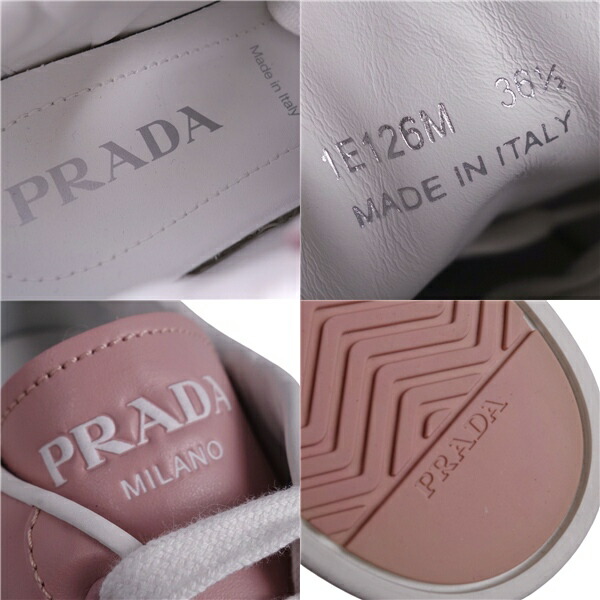 PRADA
Made in Italy
1E126M 38½
MADE IN ITALY
PRADA
MILANO
PRADA